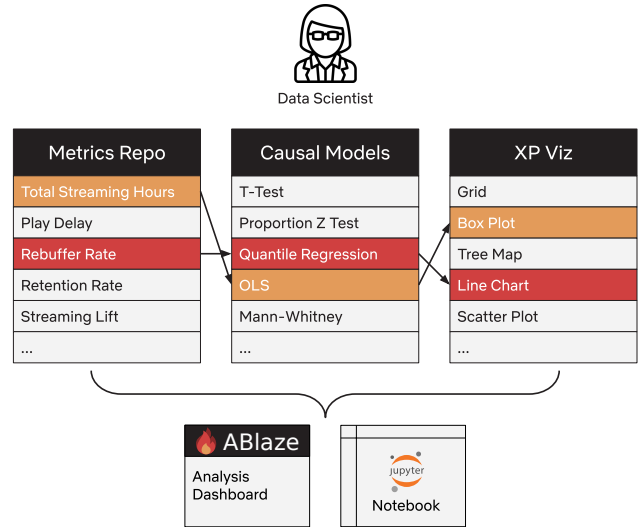 Data Scientist
Metrics Repo
Total Streaming Hours
Play Delay
Rebuffer Rate
Retention Rate
Streaming Lift
...
Causal Models
T-Test
Proportion Z Test
Quantile Regression
OLS
Mann-Whitney
...
XP Viz
Grid
Box Plot
Tree Map
Line Chart
Scatter Plot
...
ABlaze
Analysis
Dashboard
jupyter
Notebook